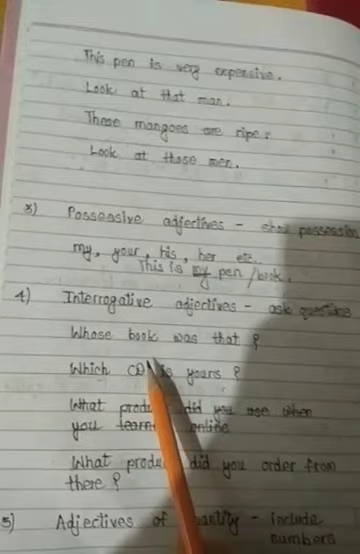 This pen is very expensive.
Look at that man.
These mangoes are ripe.
Look at those men.
3) Possessive adjectives - show possession
my, your, his, her etc.
This is my pen / book.
4) Interrogative adjectives - ask question
Whose book was that ?
Which CD is yours ?
What did you use when
you online
What did you order from
there ?
5) Adjectives of - include
numbers